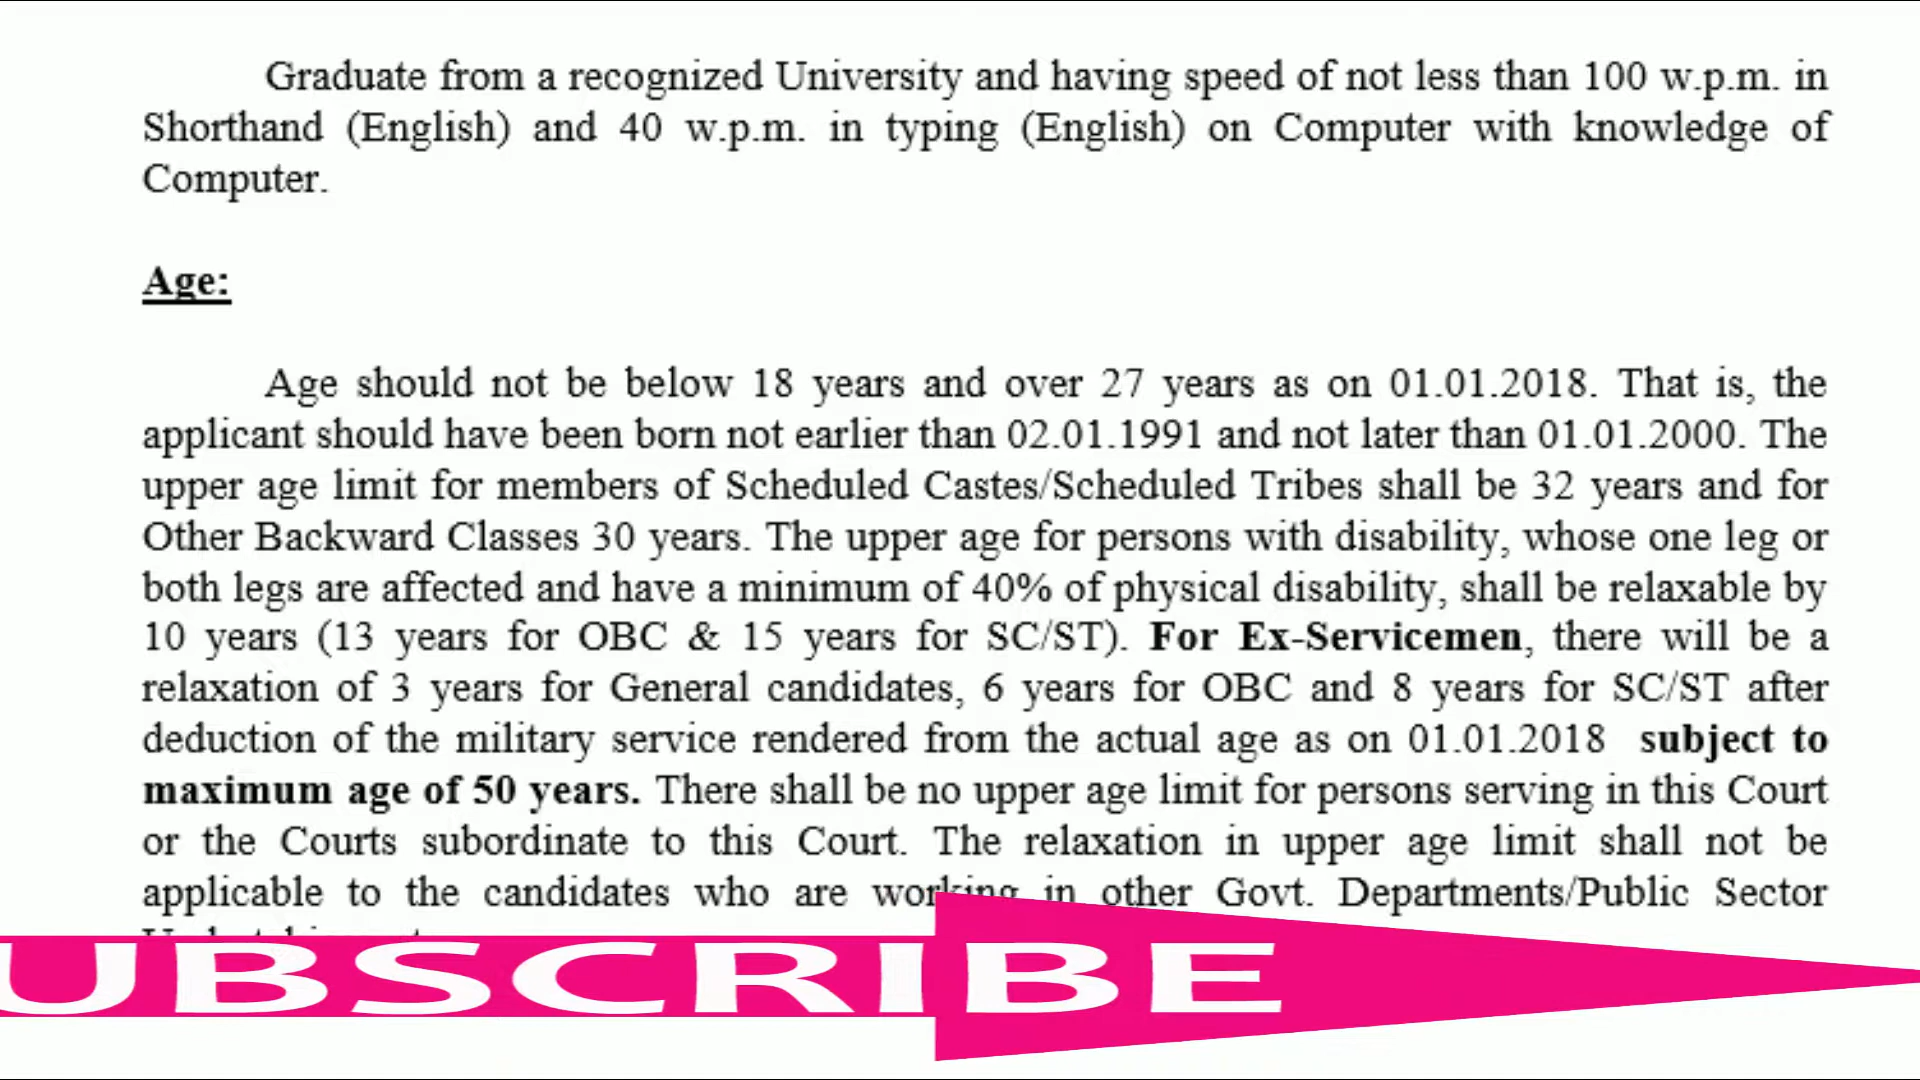 Graduate from a recognized University and having speed of not less than 100 w.p.m. in
Shorthand (English) and 40 w.p.m. in typing (English) on Computer with knowledge of
Computer.
Age:
Age should not be below 18 years and over 27 years as on 01.01.2018. That is, the
applicant should have been born not earlier than 02.01.1991 and not later than 01.01.2000. The
upper age limit for members of Scheduled Castes/Scheduled Tribes shall be 32 years and for
Other Backward Classes 30 years. The upper age for persons with disability, whose one leg or
both legs are affected and have a minimum of 40% of physical disability, shall be relaxable by
10 years (13 years for OBC & 15 years for SC/ST). For Ex-Servicemen, there will be a
relaxation of 3 years for General candidates, 6 years for OBC and 8 years for SC/ST after
deduction of the military service rendered from the actual age as on 01.01.2018 subject to
maximum age of 50 years. There shall be no upper age limit for persons serving in this Court
or the Courts subordinate to this Court. The relaxation in upper age limit shall not be
applicable to the candidates who are working in other Govt. Departments/Public Sector
UBSCRIBE